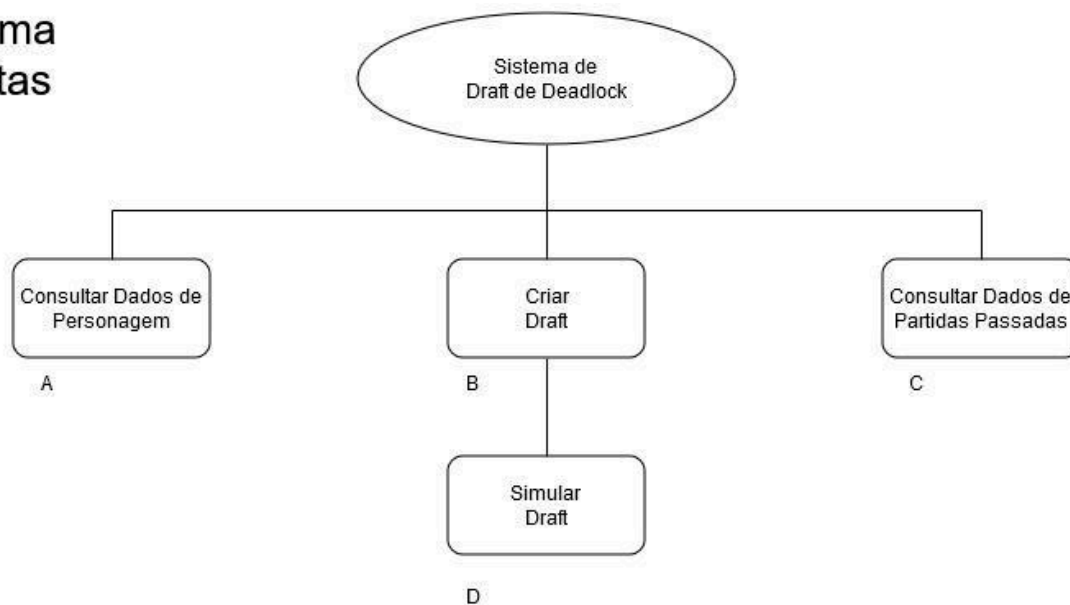 ma
tas
Sistema de
Draft de Deadlock
Consultar Dados de
Personagem
A
Criar
Draft
B
Consultar Dados de
Partidas Passadas
C
Simular
Draft
D